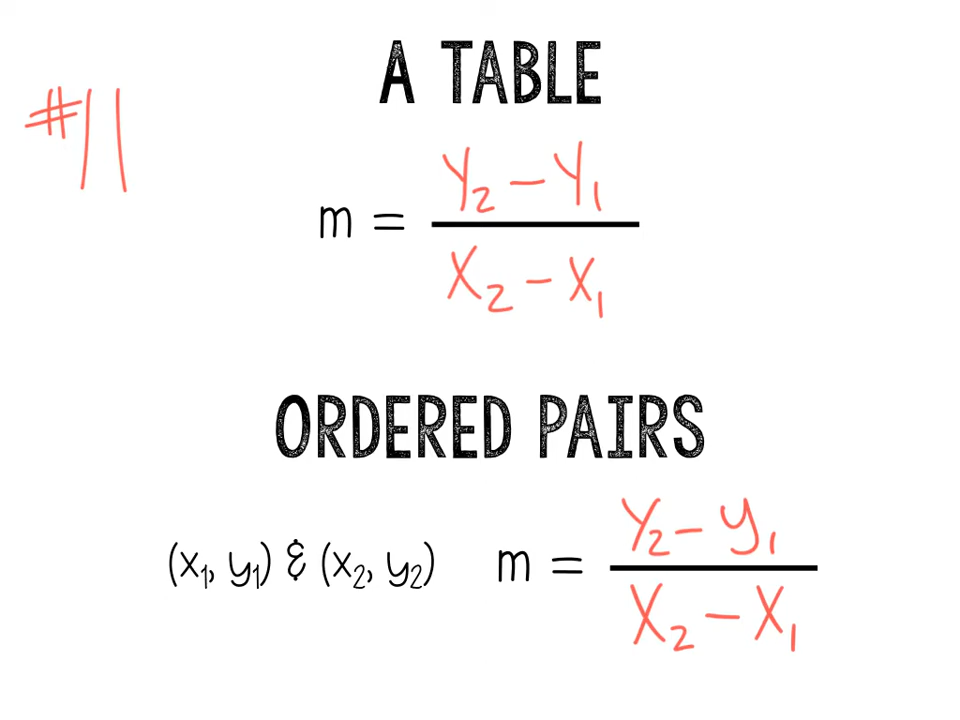 A TABLE
#11
m = Y₂ - Y₁
X₂ - X₁
ORDERED PAIRS
(x₁, y₁) & (x₂, y₂) m = Y₂ - y₁
X₂ - X₁